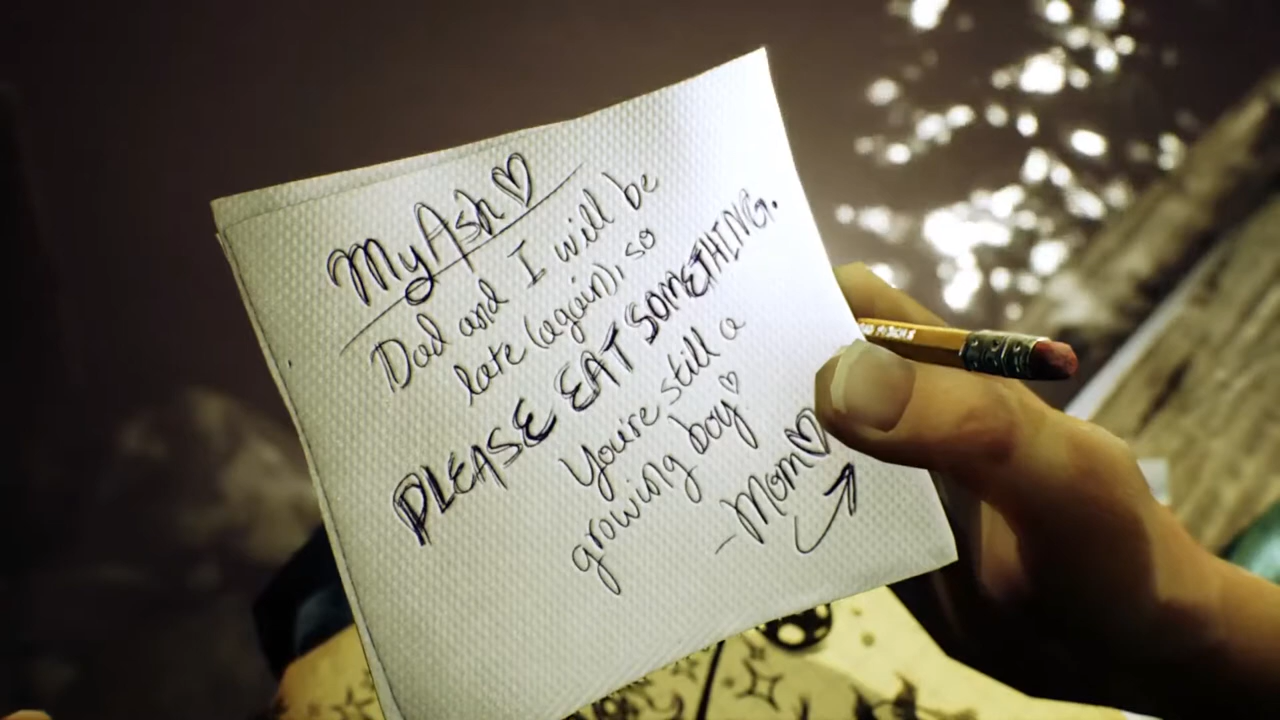 My Ash ♡
Dad and I will be
late (again), so
PLEASE EAT SOMETHING.
You're still a
growing boy ♡
-Mom ♡